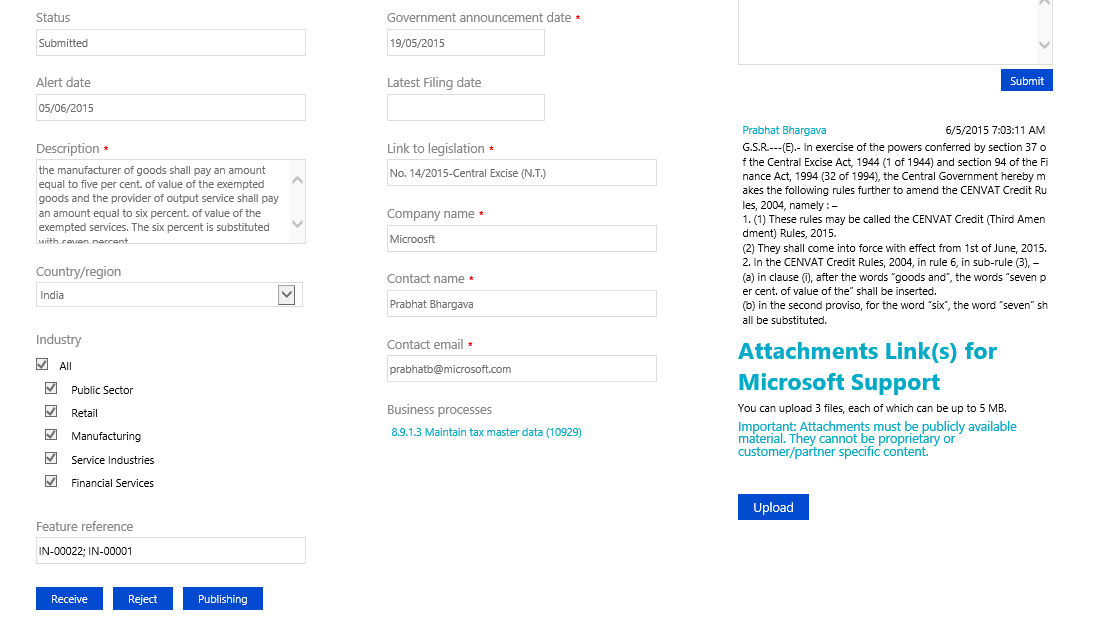 Status
Submitted
Alert date
05/06/2015
Description *
the manufacturer of goods shall pay an amount
equal to five per cent. of value of the exempted
goods and the provider of output service shall pay
an amount equal to six percent. of value of the
exempted services. The six percent is substituted
with seven percent
Country/region
India
Industry
All
Public Sector
Retail
Manufacturing
Service Industries
Financial Services
Feature reference
IN-00022; IN-00001
Receive
Reject
Publishing
Government announcement date *
19/05/2015
Latest Filing date
Link to legislation *
No. 14/2015-Central Excise (N.T.)
Company name *
Microosft
Contact name *
Prabhat Bhargava
Contact email *
prabhatb@microsoft.com
Business processes
8.9.1.3 Maintain tax master data (10929)
Submit
Prabhat Bhargava 6/5/2015 7:03:11 AM
G.S.R.---(E).- In exercise of the powers conferred by section 37 o
f the Central Excise Act, 1944 (1 of 1944) and section 94 of the Fi
nance Act, 1994 (32 of 1994), the Central Government hereby m
akes the following rules further to amend the CENVAT Credit Ru
les, 2004, namely : –
1. (1) These rules may be called the CENVAT Credit (Third Amen
dment) Rules, 2015.
(2) They shall come into force with effect from 1st of June, 2015.
2. In the CENVAT Credit Rules, 2004, in rule 6, in sub-rule (3), –
(a) in clause (i), after the words “goods and”, the words “seven p
er cent. of value of the” shall be inserted.
(b) in the second proviso, for the word “six”, the word “seven” sh
all be substituted.
Attachments Link(s) for
Microsoft Support
You can upload 3 files, each of which can be up to 5 MB.
Important: Attachments must be publicly available
material. They cannot be proprietary or
customer/partner specific content.
Upload